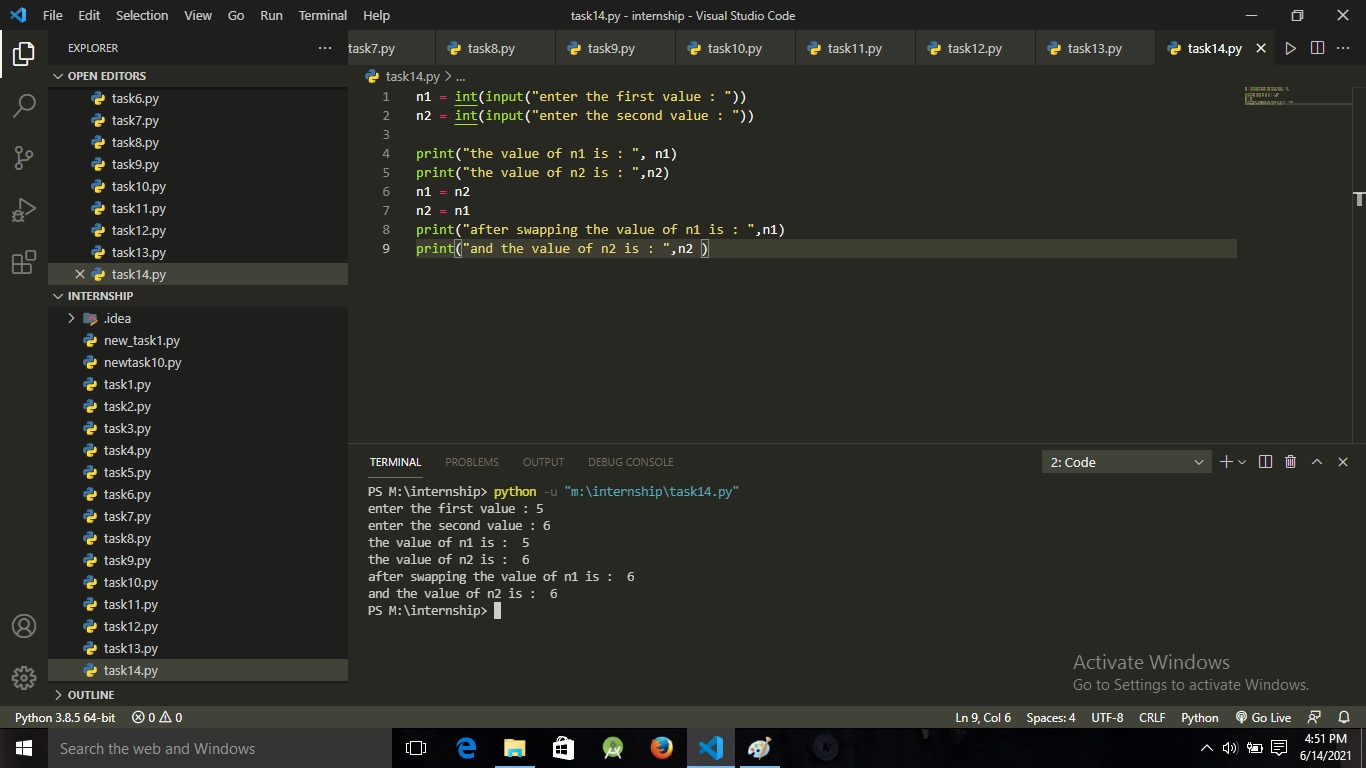 File Edit Selection View Go Run Terminal Help
task14.py - internship - Visual Studio Code
EXPLORER
task7.py task8.py task9.py task10.py task11.py task12.py task13.py task14.py
OPEN EDITORS
task6.py
task7.py
task8.py
task9.py
task10.py
task11.py
task12.py
task13.py
task14.py
INTERNSHIP
.idea
new_task1.py
newtask10.py
task1.py
task2.py
task3.py
task4.py
task5.py
task6.py
task7.py
task8.py
task9.py
task10.py
task11.py
task12.py
task13.py
task14.py
OUTLINE
task14.py > ...
1 n1 = int(input("enter the first value : "))
2 n2 = int(input("enter the second value : "))
3
4 print("the value of n1 is : ", n1)
5 print("the value of n2 is : ",n2)
6 n1 = n2
7 n2 = n1
8 print("after swapping the value of n1 is : ",n1)
9 print("and the value of n2 is : ",n2 )
TERMINAL PROBLEMS OUTPUT DEBUG CONSOLE
2: Code
PS M:\internship> python -u "m:\internship\task14.py"
enter the first value : 5
enter the second value : 6
the value of n1 is :  5
the value of n2 is :  6
after swapping the value of n1 is :  6
and the value of n2 is :  6
PS M:\internship>
Activate Windows
Go to Settings to activate Windows.
Python 3.8.5 64-bit 0 0
Ln 9, Col 6 Spaces: 4 UTF-8 CRLF Python Go Live
Search the web and Windows
4:51 PM
6/14/2021